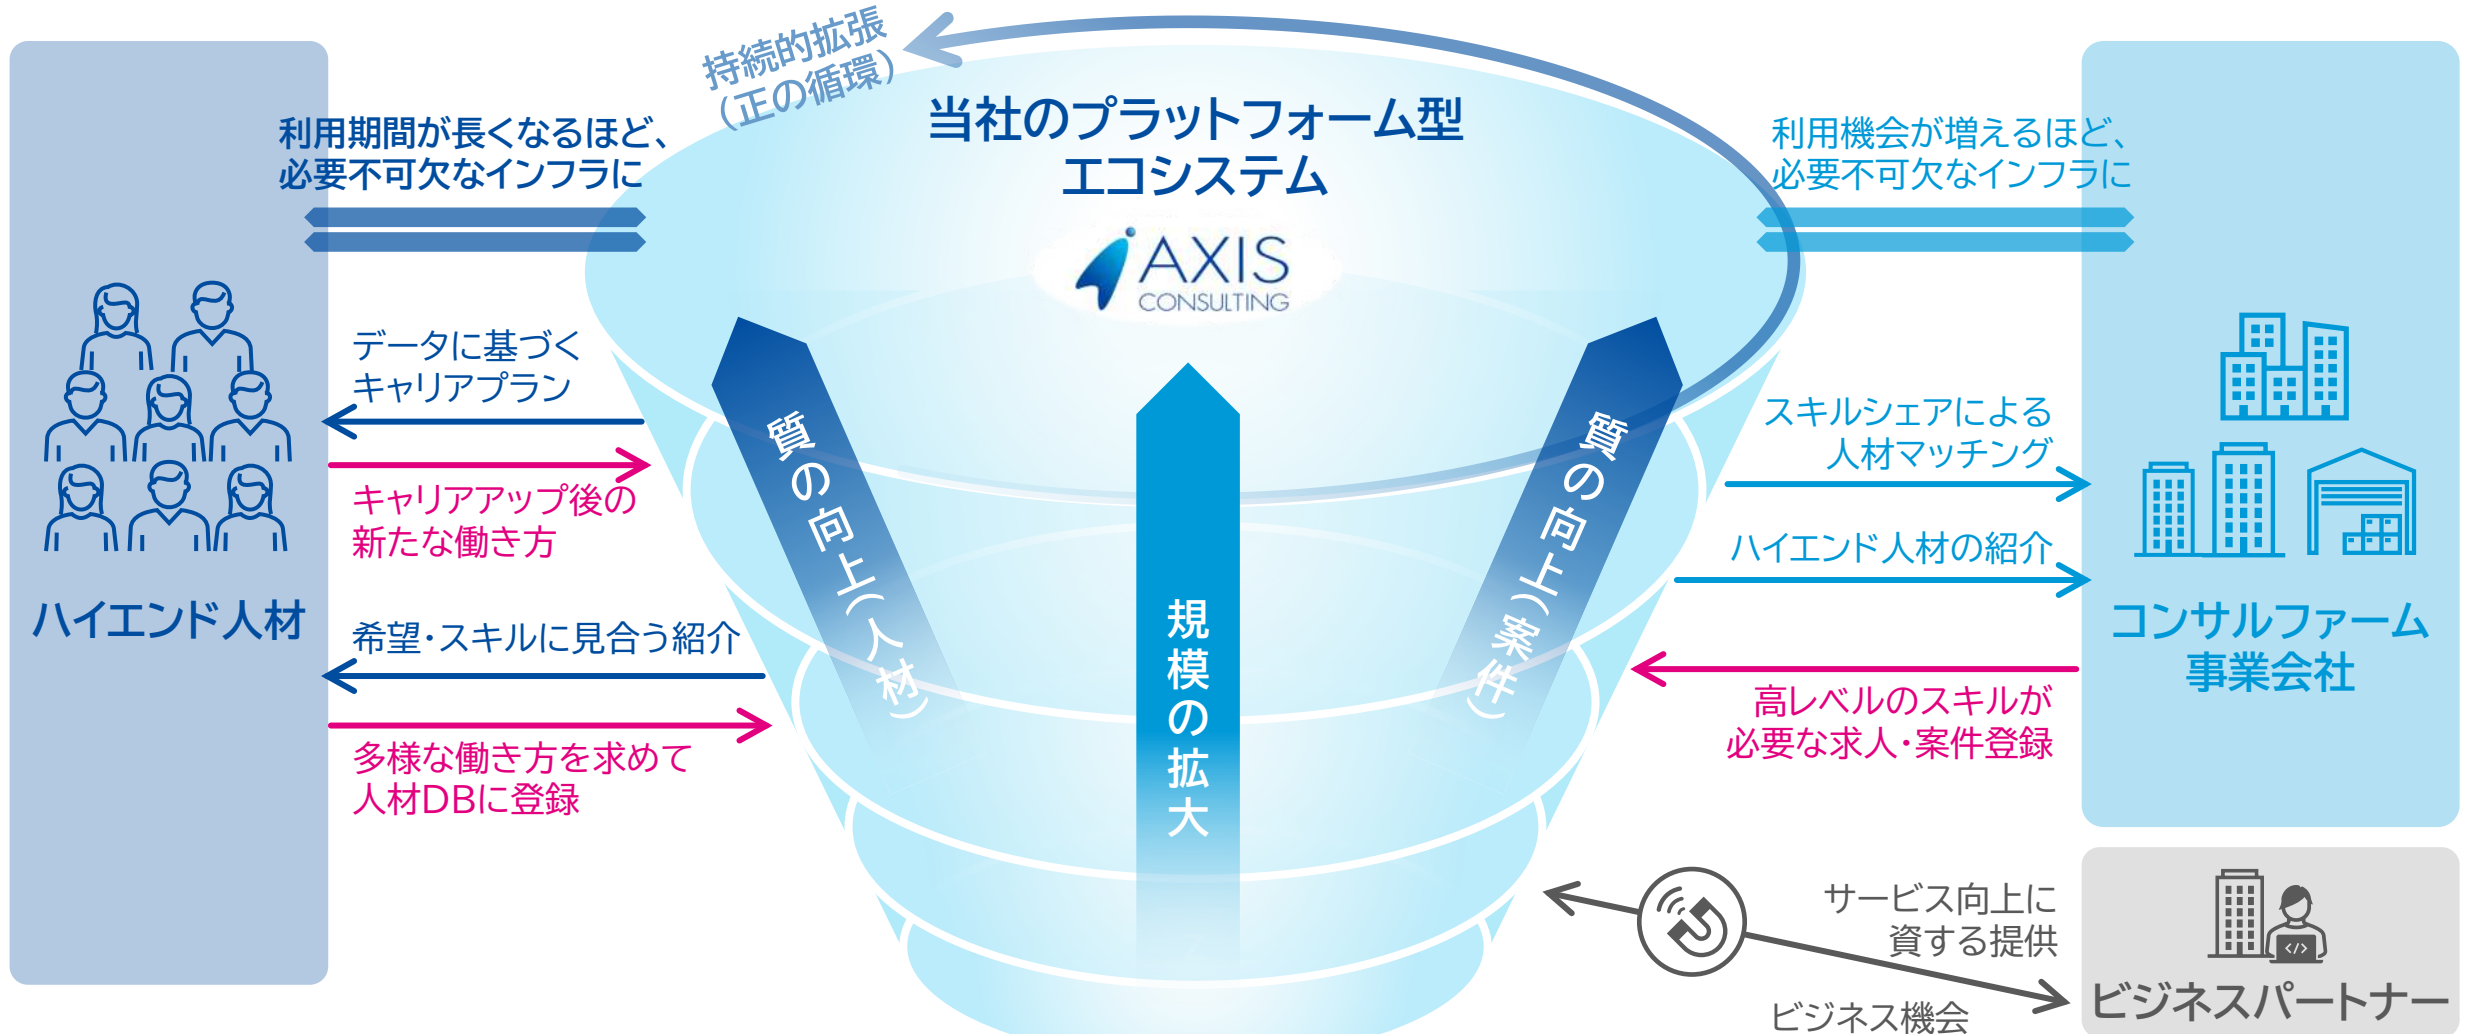 持続的拡張
（正の循環）
当社のプラットフォーム型
エコシステム
AXIS
CONSULTING
利用期間が長くなるほど、
必要不可欠なインフラに
データに基づく
キャリアプラン
キャリアアップ後の
新たな働き方
ハイエンド人材
希望・スキルに見合う紹介
多様な働き方を求めて
人材DBに登録
質の向上（人材）
規模の拡大
質の向上（案件）
利用機会が増えるほど、
必要不可欠なインフラに
スキルシェアによる
人材マッチング
ハイエンド人材の紹介
コンサルファーム
事業会社
高レベルのスキルが
必要な求人・案件登録
サービス向上に
資する提供
ビジネス機会
ビジネスパートナー